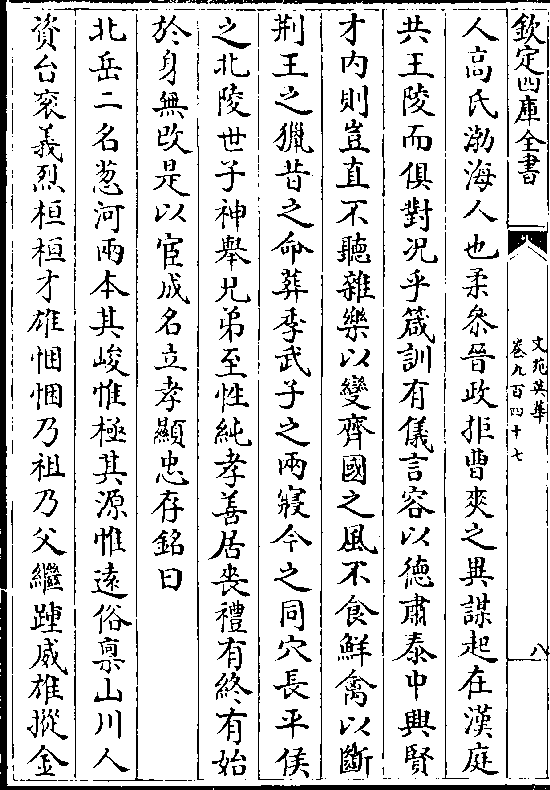 欽定四庫全書
文苑英華
卷九百四十七
八
人高氏渤海人也柔參晉政拒曹爽之異謀起在漢庭
共王陵而俱對况乎箴訓有儀言容以德肅泰中興賢
才内則豈直不聽雜樂以變齊國之風不食鮮禽以斷
荆王之獵昔之命葬季武子之兩寢今之同穴長平侯
之北陵世子神舉兄弟至性純孝善居喪禮有終有始
於身無改是以宦成名立孝顯忠存銘曰
北岳二名葱河兩本其峻惟極其源惟遠俗禀山川人
資台衮義烈桓桓才雄悃悃乃祖乃父繼踵威雄摐金